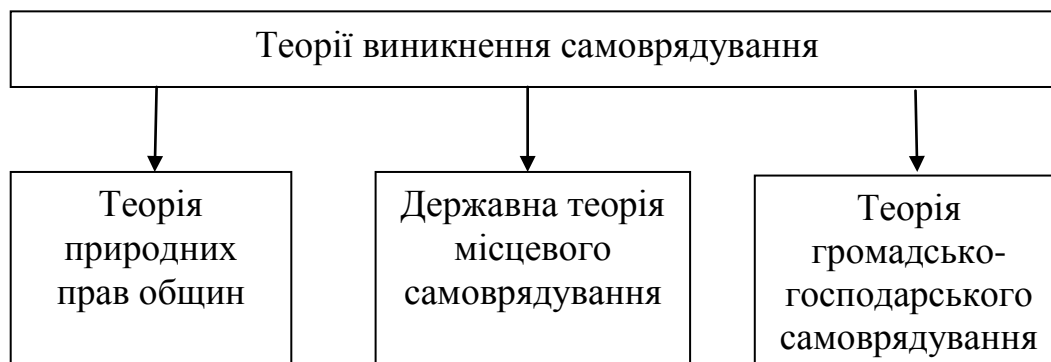 Теорії виникнення самоврядування
Теорія
природних
прав общин
Державна теорія
місцевого
самоврядування
Теорія
громадсько-
господарського
самоврядування